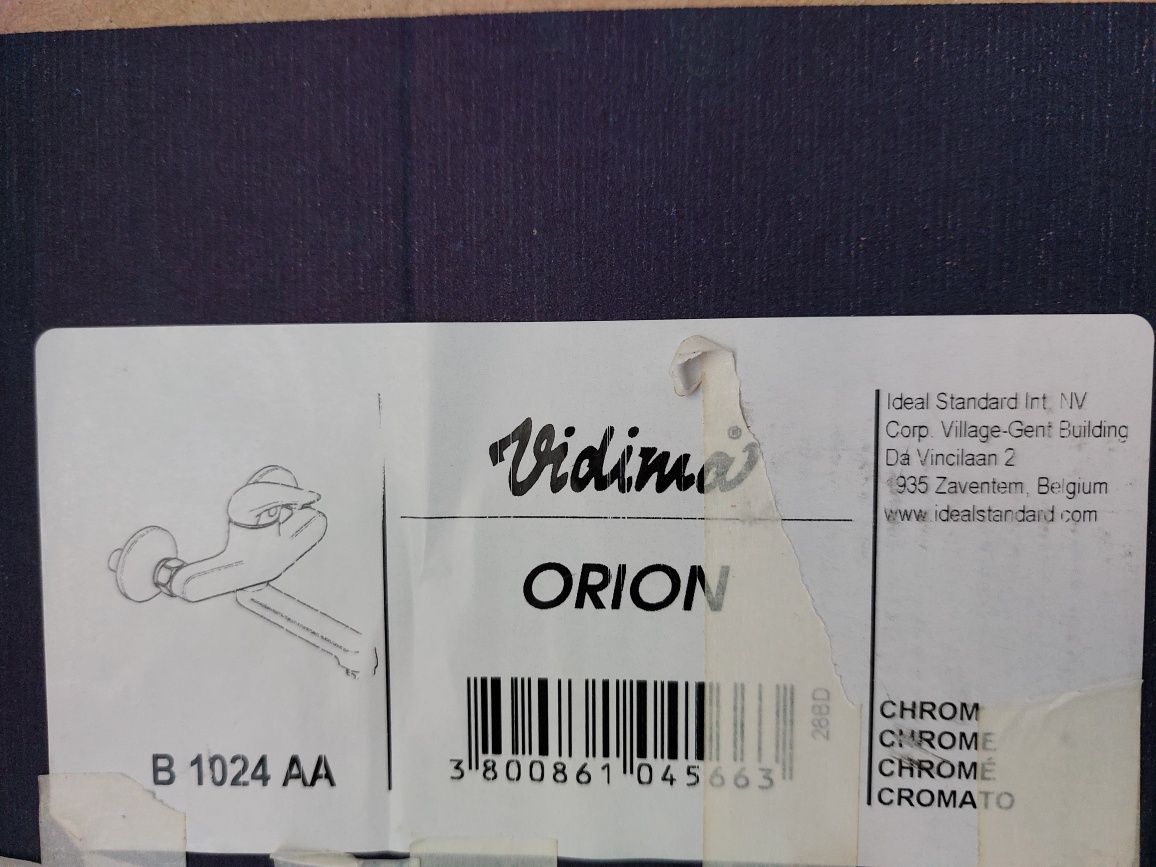 Vidima®
ORION
B 1024 AA
3 800861 045663
288D
Ideal Standard Int. NV
Corp. Village-Gent Building
Da Vincilaan 2
1935 Zaventem, Belgium
www.idealstandard.com
CHROM
CHROME
CHROMÉ
CROMATO